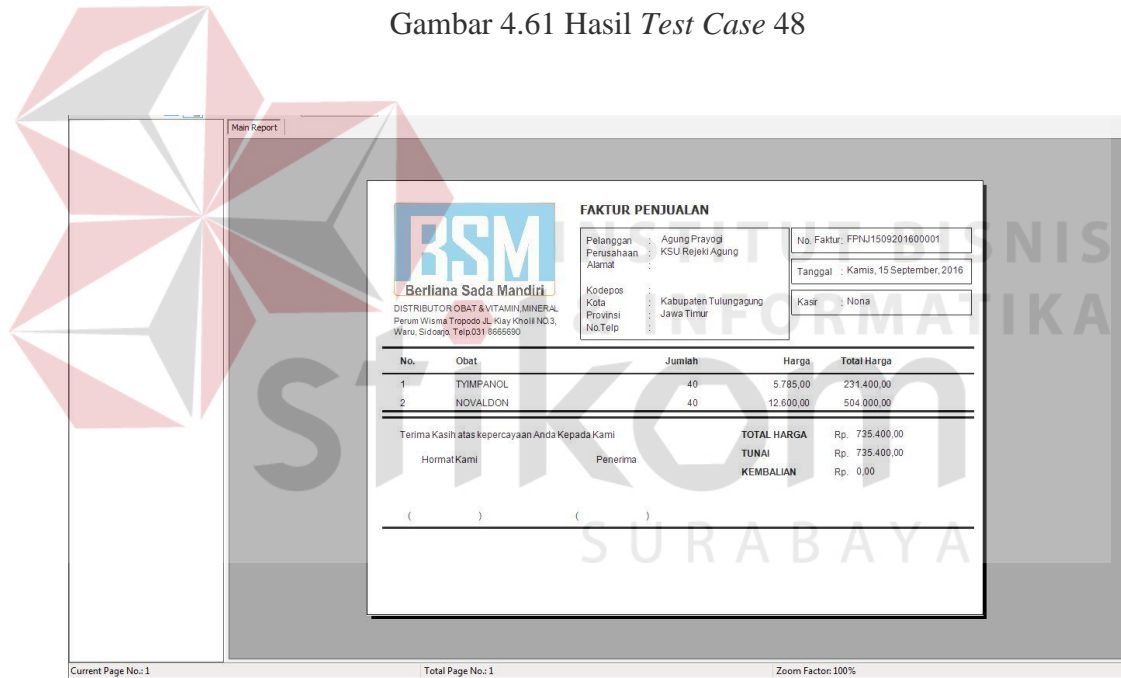 Gambar 4.61 Hasil Test Case 48
Main Report
BSM
Berliana Sada Mandiri
DISTRIBUTOR OBAT & VITAMIN,MINERAL
Perum Wisma Tropodo JL. Kiay Kholil NO.3,
Waru, Sidoarjo, Telp.031 8665690
FAKTUR PENJUALAN
Pelanggan : Agung Prayogi
Perusahaan : KSU Rejeki Agung
Alamat :
Kodepos :
Kota : Kabupaten Tulungagung
Provinsi : Jawa Timur
No.Telp :
No. Faktur: FPNJ1509201600001
Tanggal : Kamis, 15 September, 2016
Kasir : Nona
No. Obat Jumlah Harga Total Harga
1 TYIMPANOL 40 5.785,00 231.400,00
2 NOVALDON 40 12.600,00 504.000,00
Terima Kasih atas kepercayaan Anda Kepada Kami
Hormat Kami Penerima
( ) ( )
TOTAL HARGA Rp. 735.400,00
TUNAI Rp. 735.400,00
KEMBALIAN Rp. 0,00
Current Page No.: 1 Total Page No.: 1 Zoom Factor: 100%
INSTITUT BISNIS
& INFORMATIKA
stikom
SURABAYA